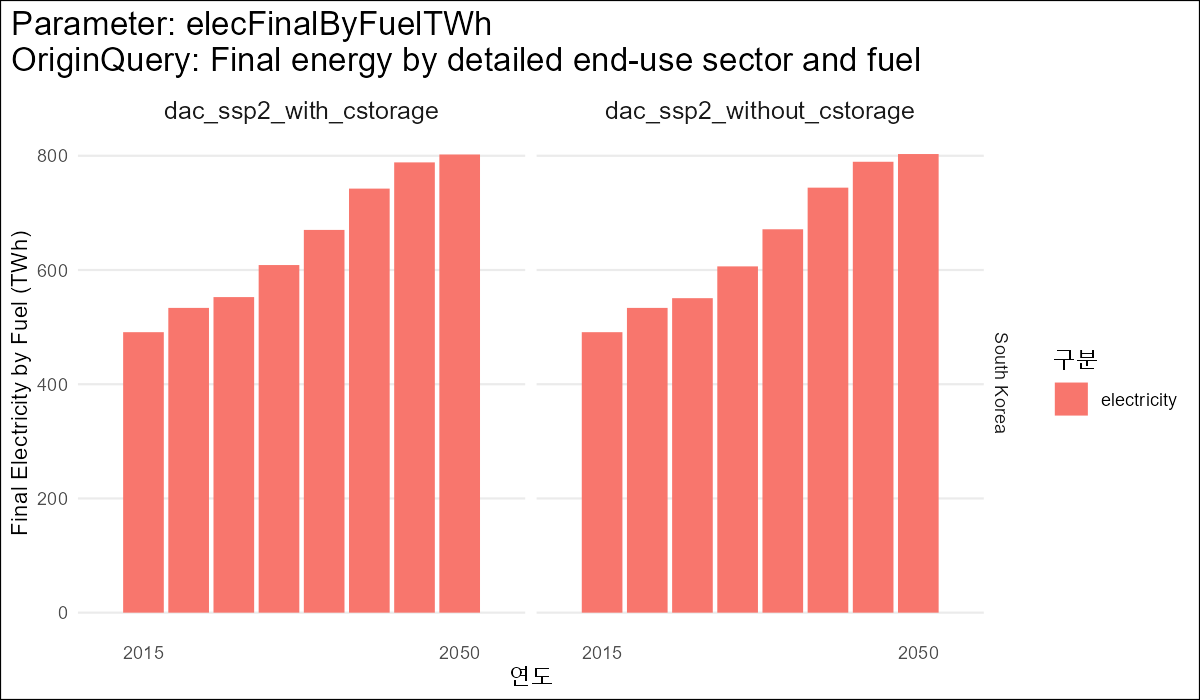 Parameter: elecFinalByFuelTWh
OriginQuery: Final energy by detailed end-use sector and fuel
dac_ssp2_with_cstorage
dac_ssp2_without_cstorage
Final Electricity by Fuel (TWh)
800
600
400
200
0
2015
2050
2015
2050
연도
South Korea
구분
electricity